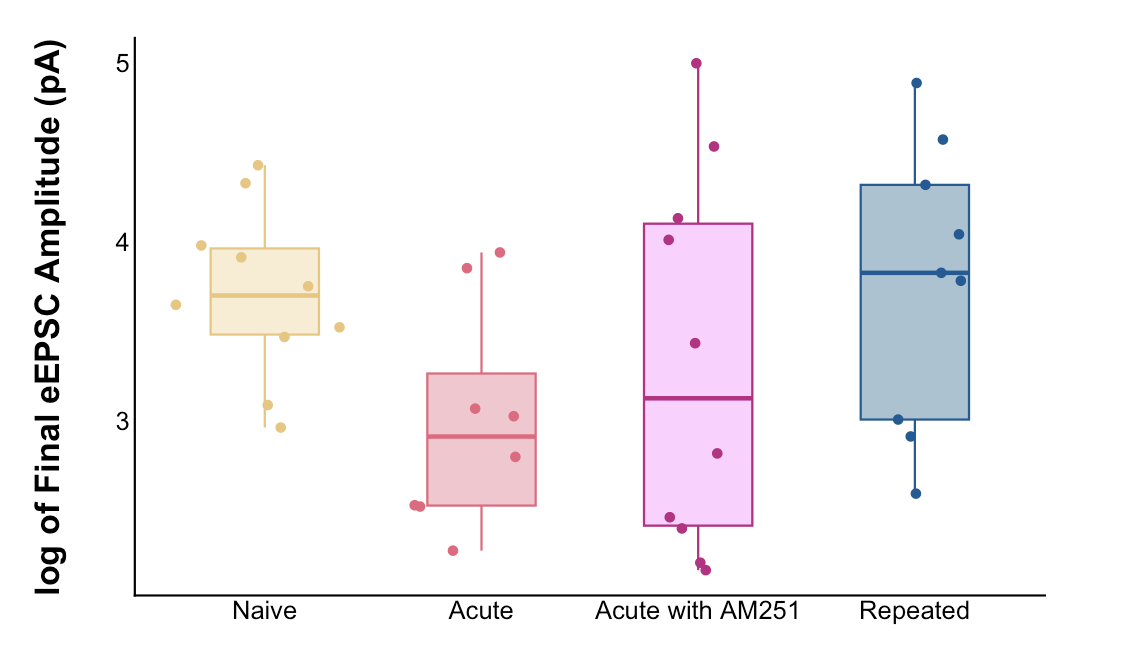 log of Final eEPSC Amplitude (pA)
5
4
3
Naive
Acute
Acute with AM251
Repeated